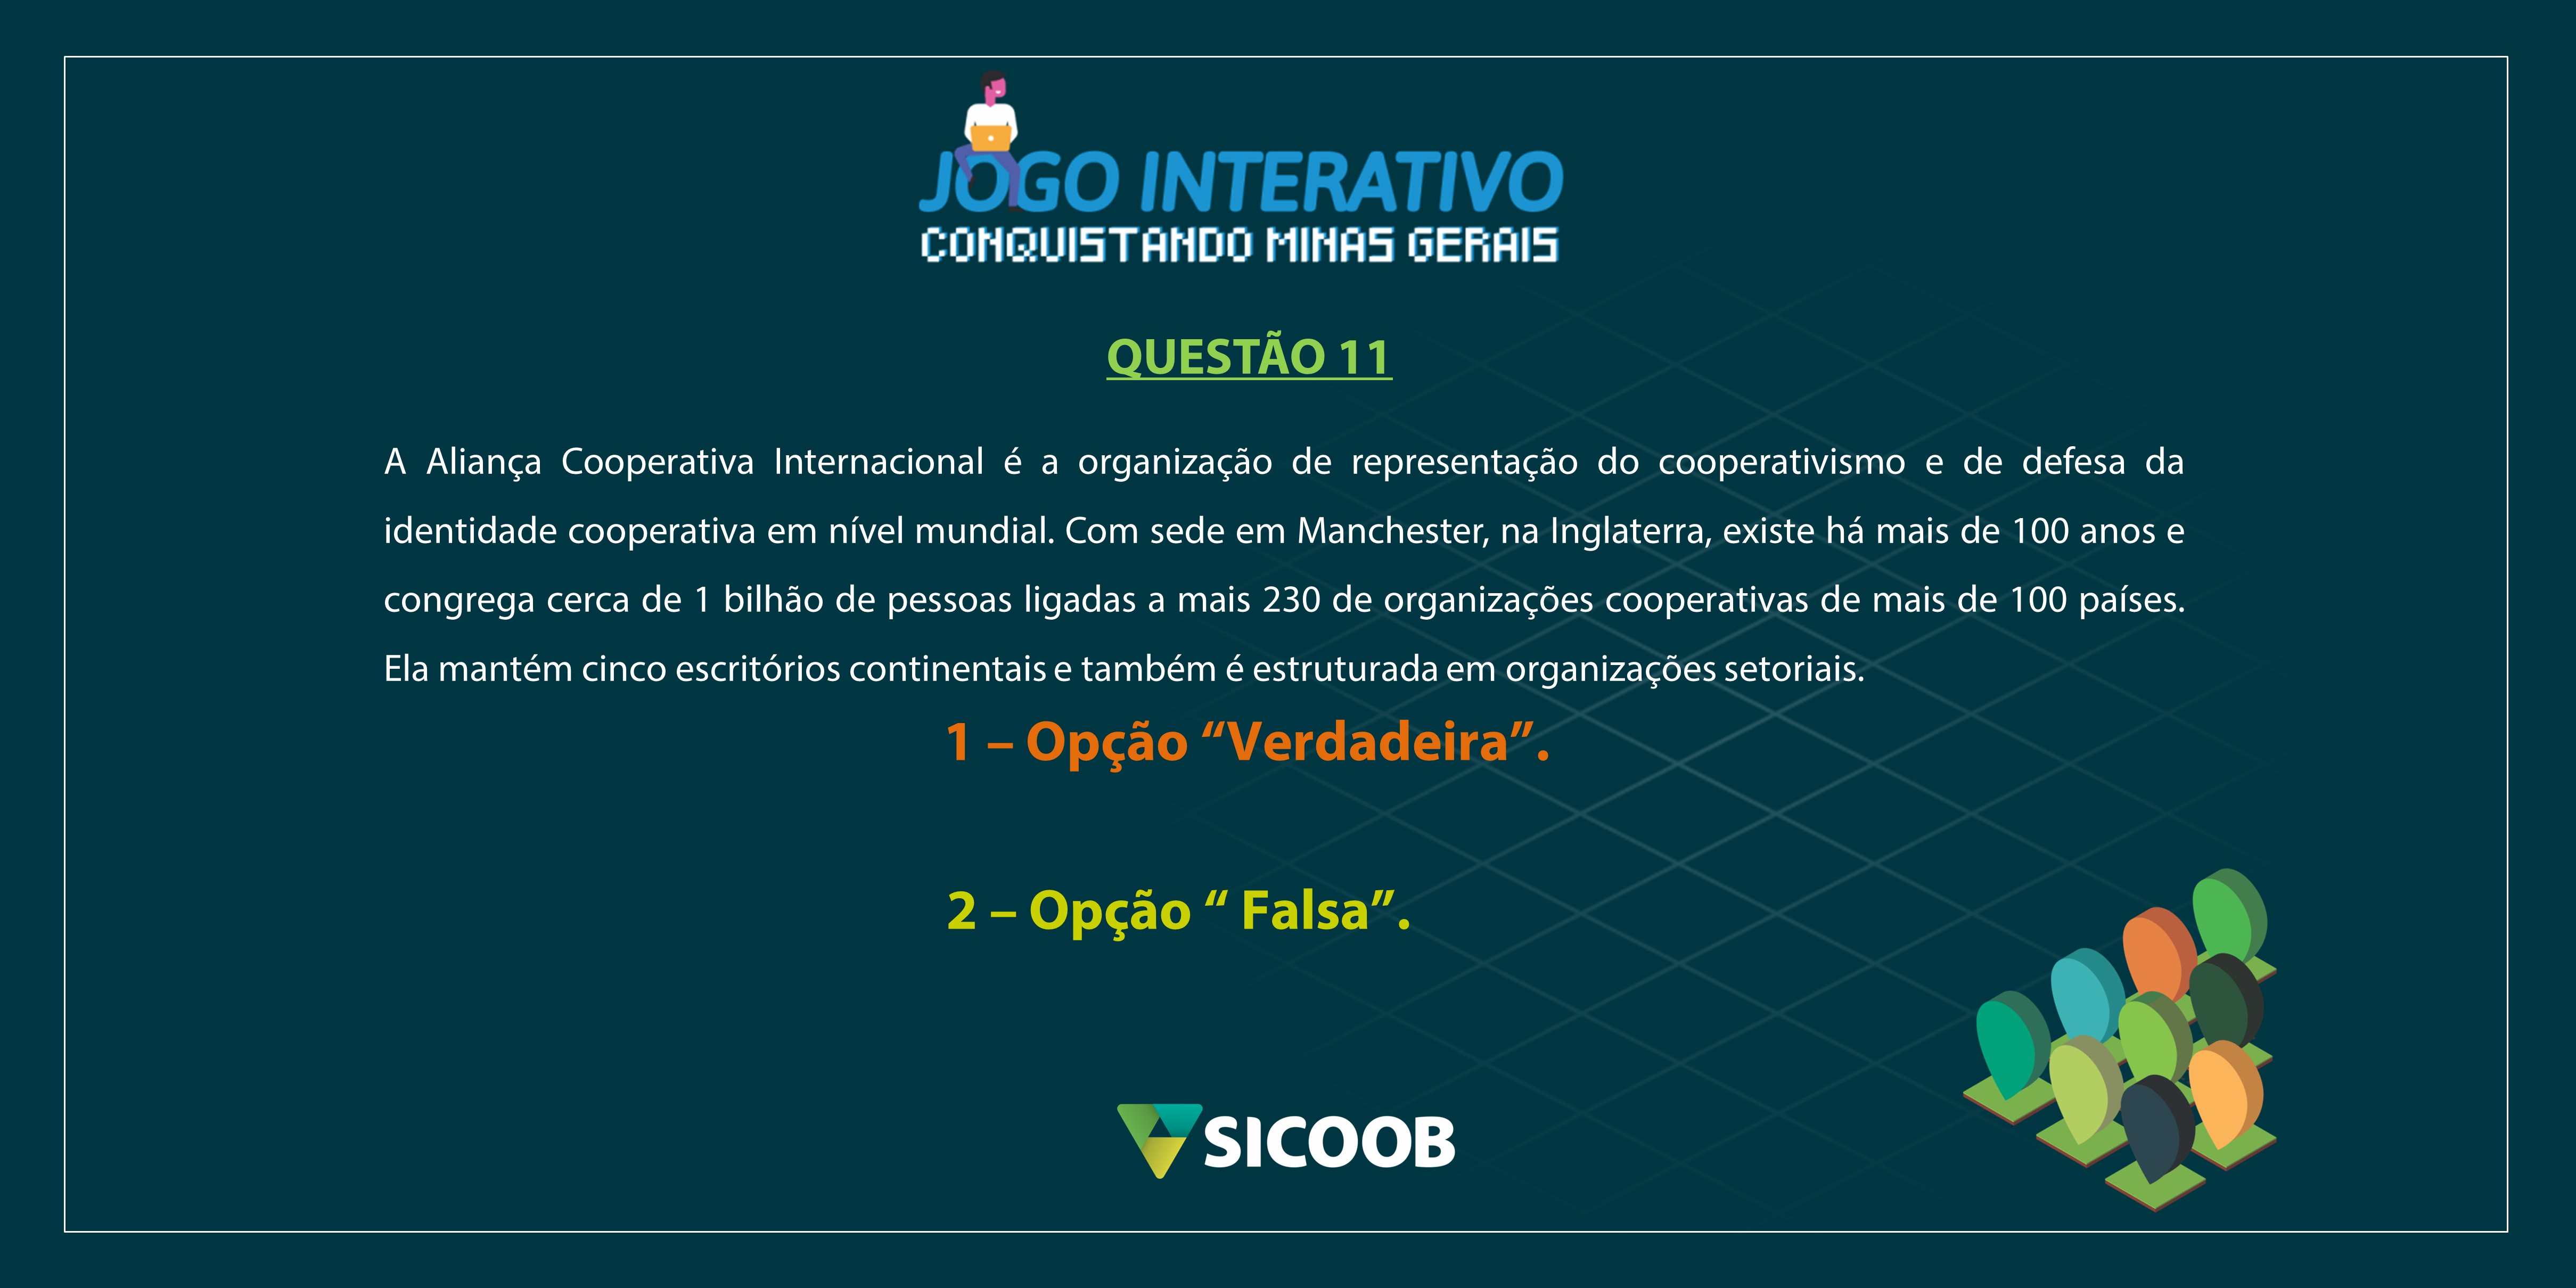 JOGO INTERATIVO
CONQUISTANDO MINAS GERAIS
QUESTÃO 11
A Aliança Cooperativa Internacional é a organização de representação do cooperativismo e de defesa da
identidade cooperativa em nível mundial. Com sede em Manchester, na Inglaterra, existe há mais de 100 anos e
congrega cerca de 1 bilhão de pessoas ligadas a mais 230 de organizações cooperativas de mais de 100 países.
Ela mantém cinco escritórios continentais e também é estruturada em organizações setoriais.
1 – Opção “Verdadeira”.
2 – Opção “ Falsa”.
SICOOB